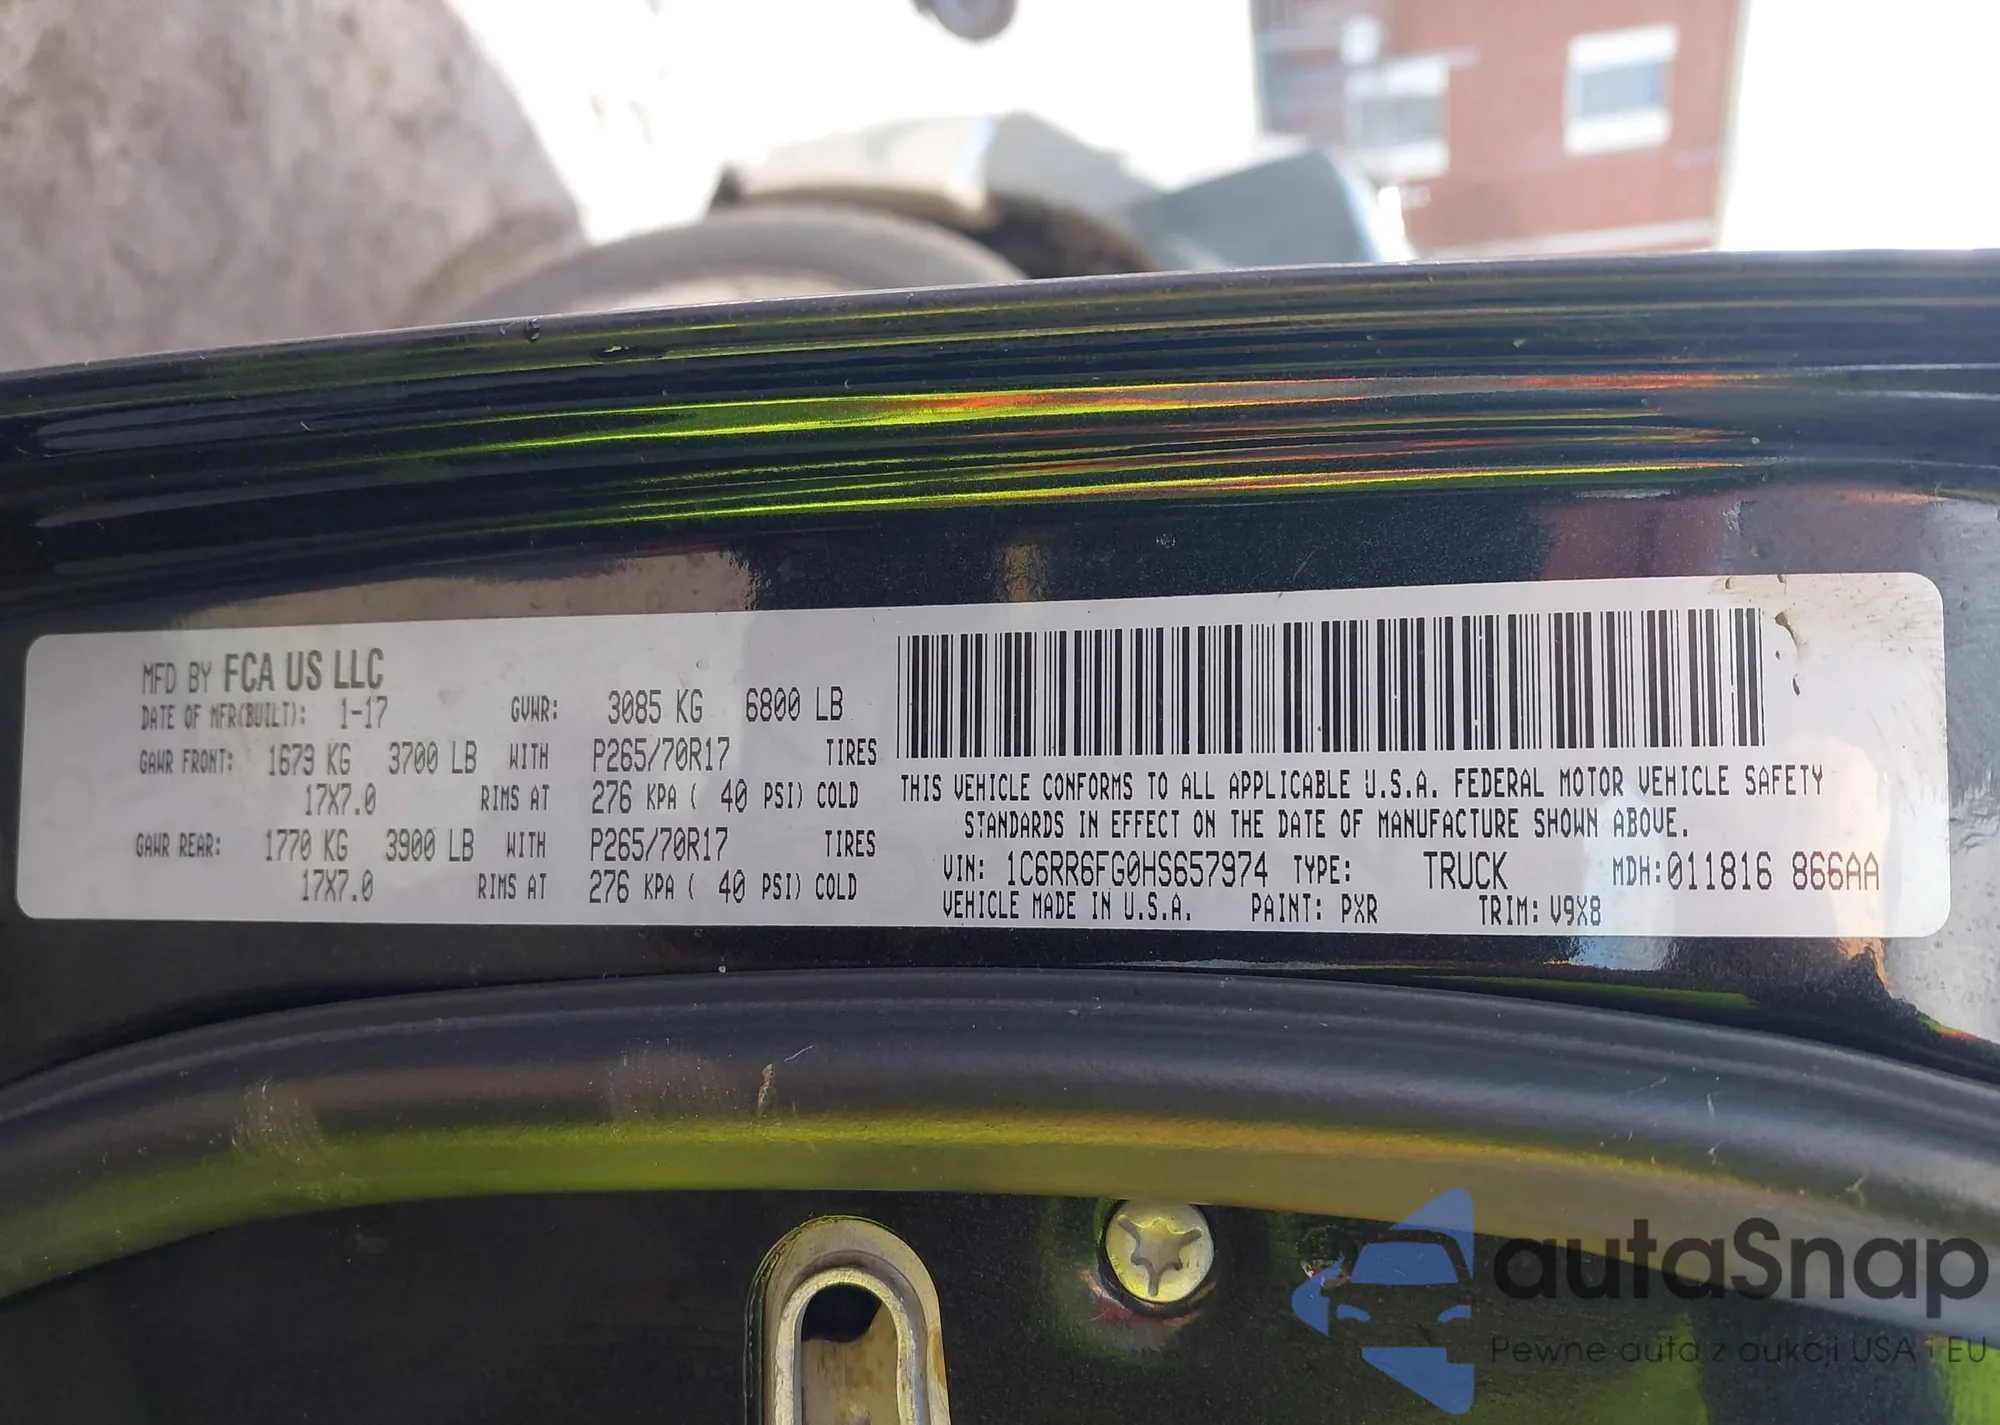 MFD BY FCA US LLC
DATE OF MFR(BUILT): 1-17 GVWR: 3085 KG 6800 LB
GAWR FRONT: 1679 KG 3700 LB WITH P265/70R17 TIRES
17X7.0 RIMS AT 276 KPA ( 40 PSI) COLD
GAWR REAR: 1770 KG 3900 LB WITH P265/70R17 TIRES
17X7.0 RIMS AT 276 KPA ( 40 PSI) COLD
THIS VEHICLE CONFORMS TO ALL APPLICABLE U.S.A. FEDERAL MOTOR VEHICLE SAFETY
STANDARDS IN EFFECT ON THE DATE OF MANUFACTURE SHOWN ABOVE.
VIN: 1C6RR6FG0HS657974 TYPE: TRUCK MDH:011816 866AA
VEHICLE MADE IN U.S.A. PAINT: PXR TRIM: V9X8
autaSnap
Pewne auta z aukcji USA i EU